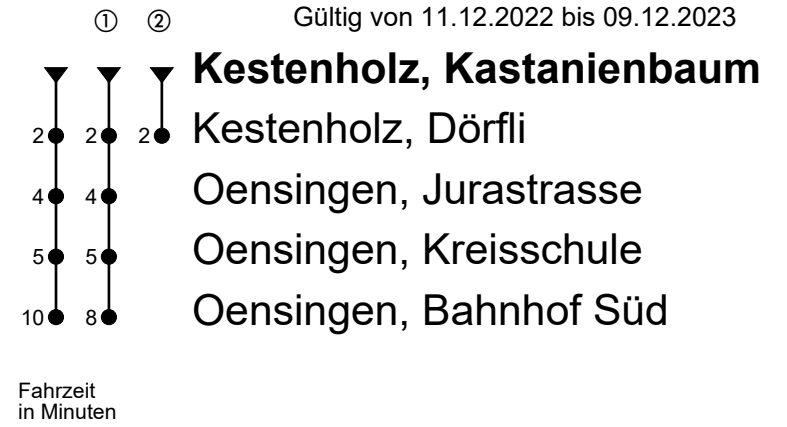 ① ② Gültig von 11.12.2022 bis 09.12.2023
Kestenholz, Kastanienbaum
2 2 2 Kestenholz, Dörfli
4 4 Oensingen, Jurastrasse
5 5 Oensingen, Kreisschule
10 8 Oensingen, Bahnhof Süd
Fahrzeit
in Minuten